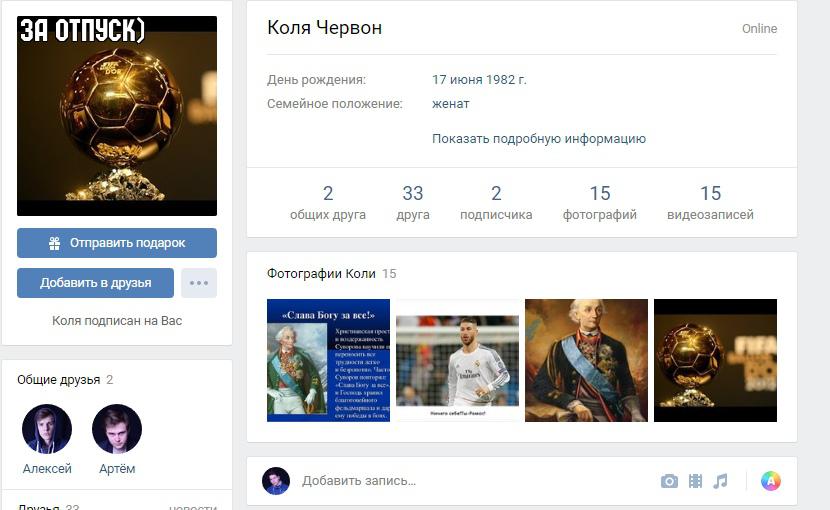 ЗА ОТПУСК)
Отправить подарок
Добавить в друзья
Коля подписан на Вас
Общие друзья 2
Алексей Артём
Друзья 33 новости
Коля Червон Online
День рождения: 17 июня 1982 г.
Семейное положение: женат
Показать подробную информацию
2 33 2 15 15
общих друга друга подписчика фотографий видеозаписей
Фотографии Коли 15
«Слава Богу за все!»
Христианская прост
и воздержанность
Суворова научили е
переносить все
трудности легко
и безропотно. Часто
Суворов повторял:
«Слава Богу за все»
и Господь хранил
благоговейного
фельдмаршала и дар
ему победы в боях.
Ничего себе!Ты-Рамос!
Добавить запись...
A